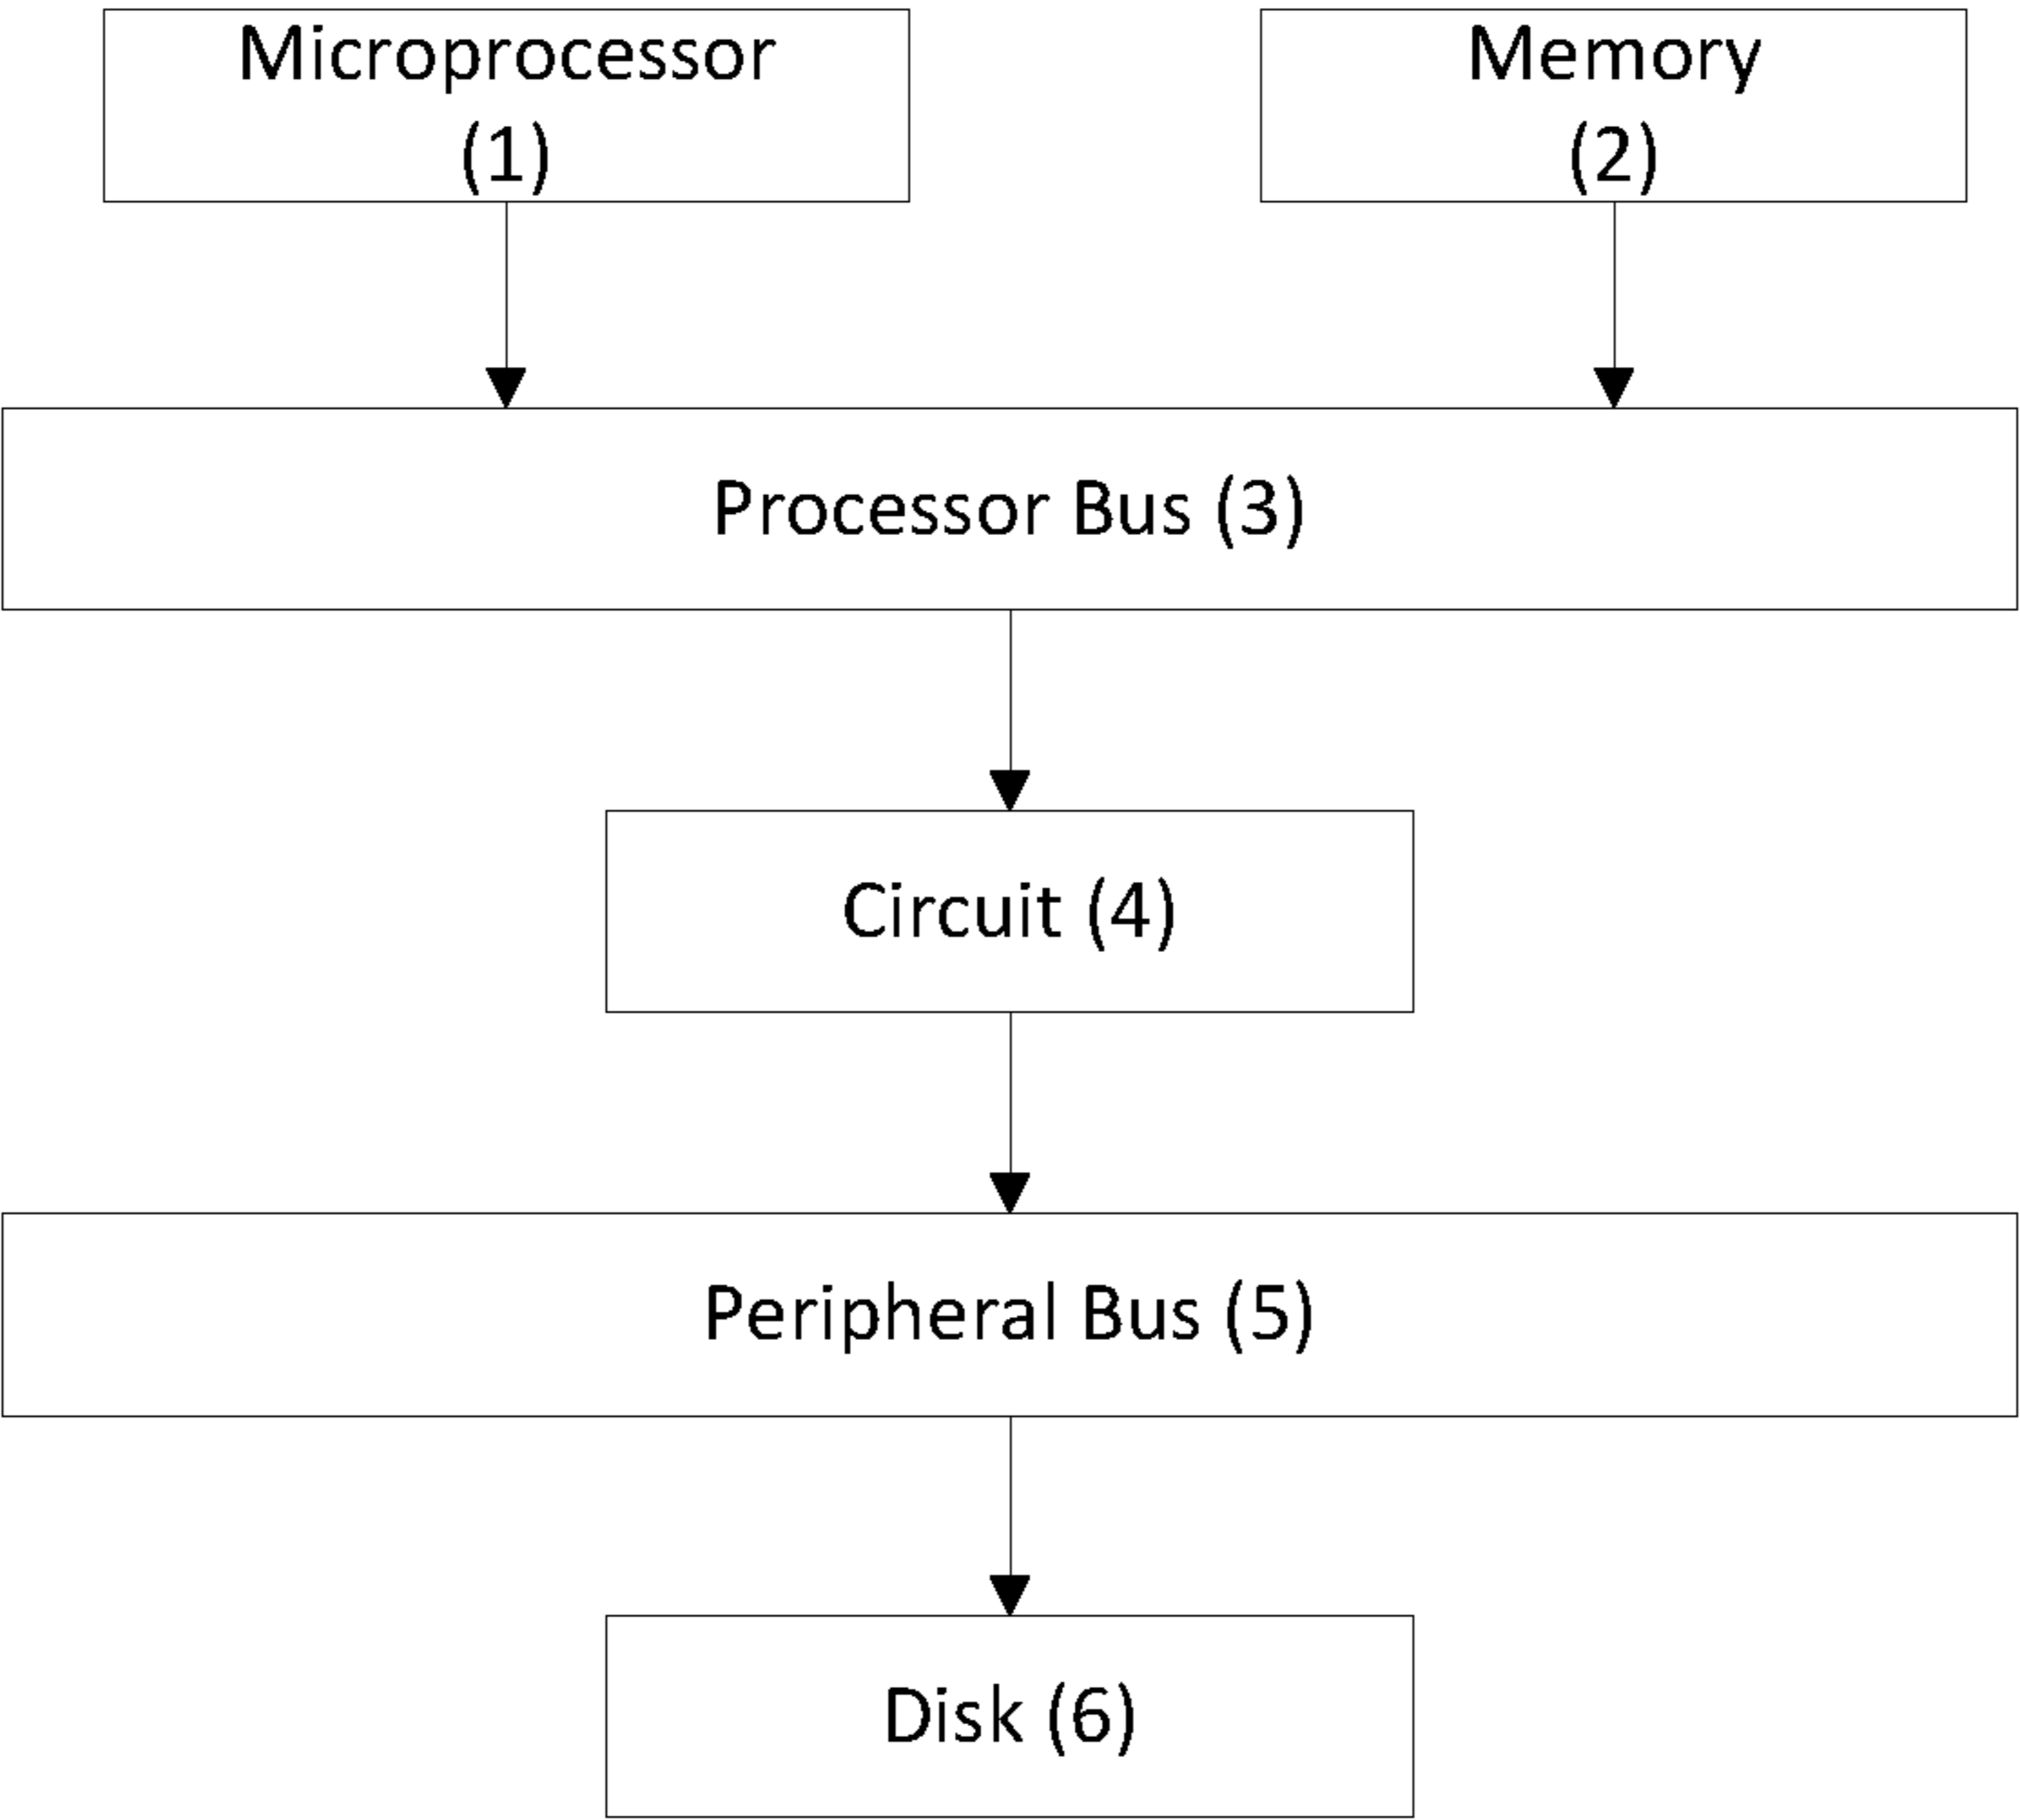 Microprocessor
(1)
Memory
(2)
Processor Bus (3)
Circuit (4)
Peripheral Bus (5)
Disk (6)